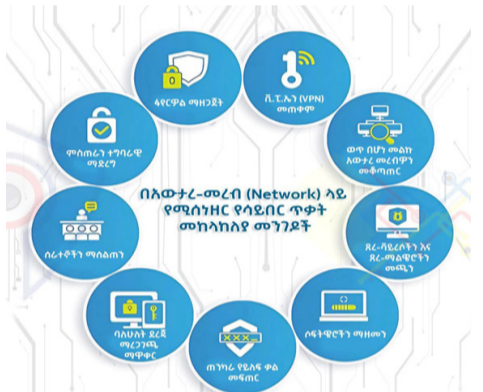 በአውታረ-መረብ (Network) ላይ
የሚሰነዘር የሳይበር ጥቃት
መከላከለያ መንገዶች
ፋየርዎል ማዘጋጀት
ቪ.ፒ.ኤን (VPN)
መጠቀም
ወጥ በሆነ መልኩ
አውታረ መረብዎን
መቆጣጠር
ጸረ-ቫይረሶችን እና
ጸረ-ማልዌሮችን
መጫን
ሶፍትዌሮችን ማዘመን
XXX_
ጠንካራ የይለፍ ቃል
መፍጠር
ባለሁለት ደረጃ
ማረጋገጫ
ማዋቀር
ሰራተኞችን ማሰልጠን
ምስጠራን ተግባራዊ
ማድረግ